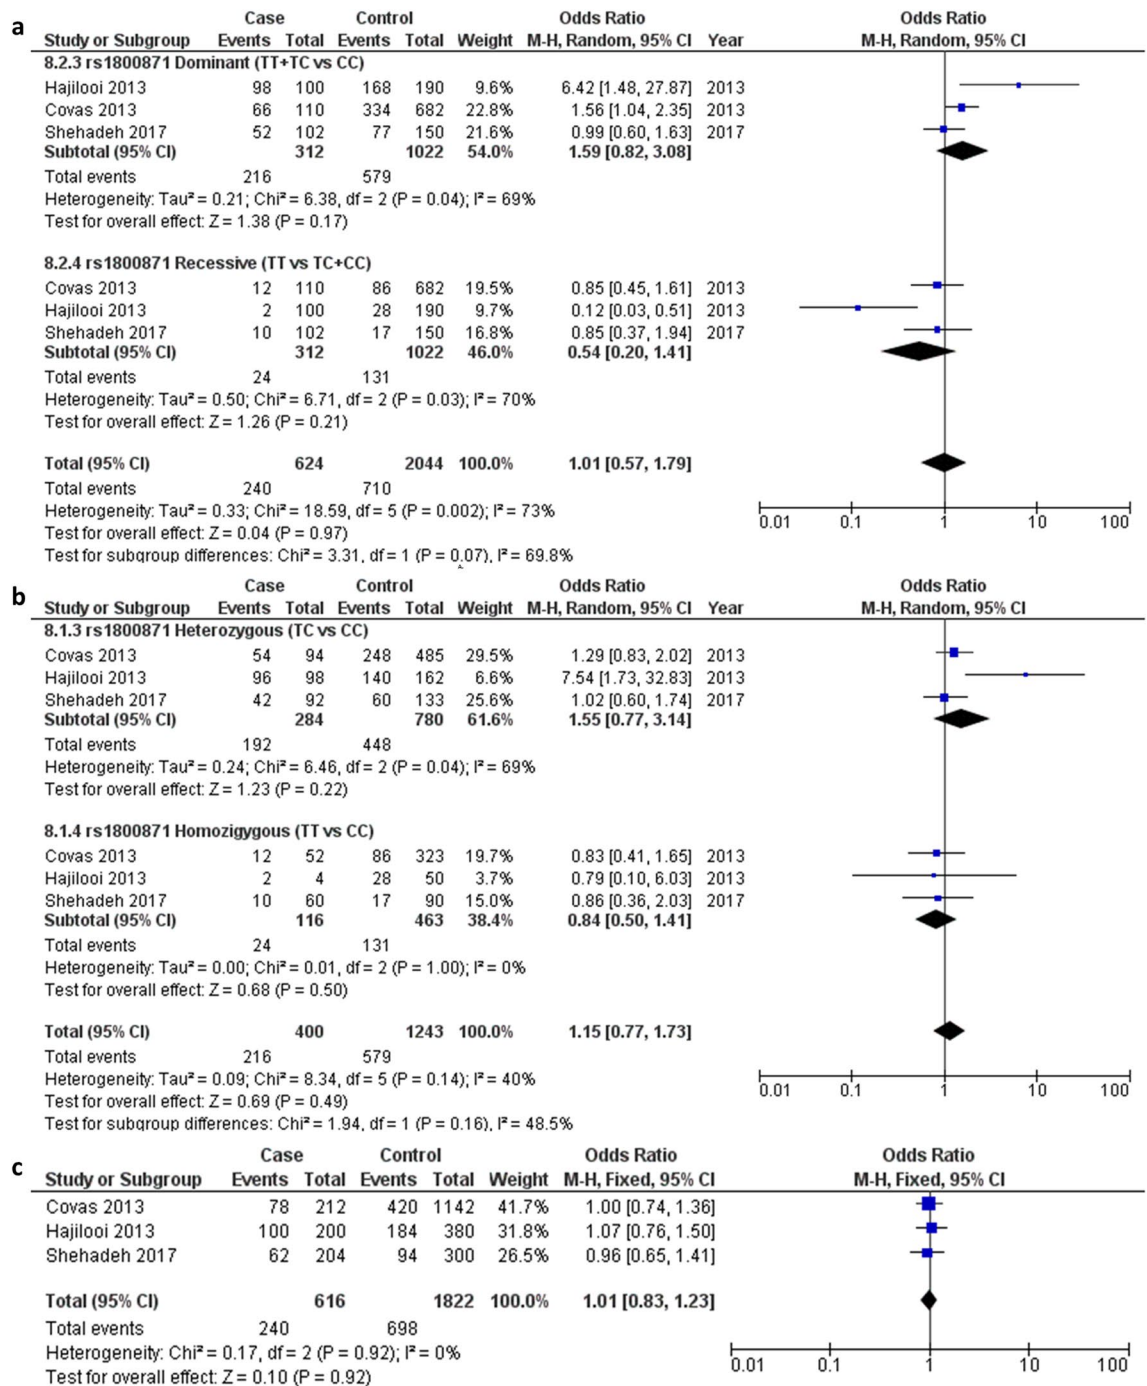 a
Case Control Odds Ratio Odds Ratio
Study or Subgroup Events Total Events Total Weight M-H, Random, 95% CI Year M-H, Random, 95% CI
8.2.3 rs1800871 Dominant (TT+TC vs CC)
Hajilooi 2013 98 100 168 190 9.6% 6.42 [1.48, 27.87] 2013
Covas 2013 66 110 334 682 22.8% 1.56 [1.04, 2.35] 2013
Shehadeh 2017 52 102 77 150 21.6% 0.99 [0.60, 1.63] 2017
Subtotal (95% CI) 312 1022 54.0% 1.59 [0.82, 3.08]
Total events 216 579
Heterogeneity: Tau² = 0.21; Chi² = 6.38, df = 2 (P = 0.04); I² = 69%
Test for overall effect: Z = 1.38 (P = 0.17)
8.2.4 rs1800871 Recessive (TT vs TC+CC)
Covas 2013 12 110 86 682 19.5% 0.85 [0.45, 1.61] 2013
Hajilooi 2013 2 100 28 190 9.7% 0.12 [0.03, 0.51] 2013
Shehadeh 2017 10 102 17 150 16.8% 0.85 [0.37, 1.94] 2017
Subtotal (95% CI) 312 1022 46.0% 0.54 [0.20, 1.41]
Total events 24 131
Heterogeneity: Tau² = 0.50; Chi² = 6.71, df = 2 (P = 0.03); I² = 70%
Test for overall effect: Z = 1.26 (P = 0.21)
Total (95% CI) 624 2044 100.0% 1.01 [0.57, 1.79]
Total events 240 710
Heterogeneity: Tau² = 0.33; Chi² = 18.59, df = 5 (P = 0.002); I² = 73%
Test for overall effect: Z = 0.04 (P = 0.97)
Test for subgroup differences: Chi² = 3.31, df = 1 (P = 0.07), I² = 69.8%
0.01 0.1 1 10 100
b
Case Control Odds Ratio Odds Ratio
Study or Subgroup Events Total Events Total Weight M-H, Random, 95% CI Year M-H, Random, 95% CI
8.1.3 rs1800871 Heterozygous (TC vs CC)
Covas 2013 54 94 248 485 29.5% 1.29 [0.83, 2.02] 2013
Hajilooi 2013 96 98 140 162 6.6% 7.54 [1.73, 32.83] 2013
Shehadeh 2017 42 92 60 133 25.6% 1.02 [0.60, 1.74] 2017
Subtotal (95% CI) 284 780 61.6% 1.55 [0.77, 3.14]
Total events 192 448
Heterogeneity: Tau² = 0.24; Chi² = 6.46, df = 2 (P = 0.04); I² = 69%
Test for overall effect: Z = 1.23 (P = 0.22)
8.1.4 rs1800871 Homozigygous (TT vs CC)
Covas 2013 12 52 86 323 19.7% 0.83 [0.41, 1.65] 2013
Hajilooi 2013 2 4 28 50 3.7% 0.79 [0.10, 6.03] 2013
Shehadeh 2017 10 60 17 90 15.0% 0.86 [0.36, 2.03] 2017
Subtotal (95% CI) 116 463 38.4% 0.84 [0.50, 1.41]
Total events 24 131
Heterogeneity: Tau² = 0.00; Chi² = 0.01, df = 2 (P = 1.00); I² = 0%
Test for overall effect: Z = 0.68 (P = 0.50)
Total (95% CI) 400 1243 100.0% 1.15 [0.77, 1.73]
Total events 216 579
Heterogeneity: Tau² = 0.09; Chi² = 8.34, df = 5 (P = 0.14); I² = 40%
Test for overall effect: Z = 0.69 (P = 0.49)
Test for subgroup differences: Chi² = 1.94, df = 1 (P = 0.16), I² = 48.5%
0.01 0.1 1 10 100
c
Case Control Odds Ratio Odds Ratio
Study or Subgroup Events Total Events Total Weight M-H, Fixed, 95% CI M-H, Fixed, 95% CI
Covas 2013 78 212 420 1142 41.7% 1.00 [0.74, 1.36]
Hajilooi 2013 100 200 184 380 31.8% 1.07 [0.76, 1.50]
Shehadeh 2017 62 204 94 300 26.5% 0.96 [0.65, 1.41]
Total (95% CI) 616 1822 100.0% 1.01 [0.83, 1.23]
Total events 240 698
Heterogeneity: Chi² = 0.17, df = 2 (P = 0.92); I² = 0%
Test for overall effect: Z = 0.10 (P = 0.92)
0.01 0.1 1 10 100